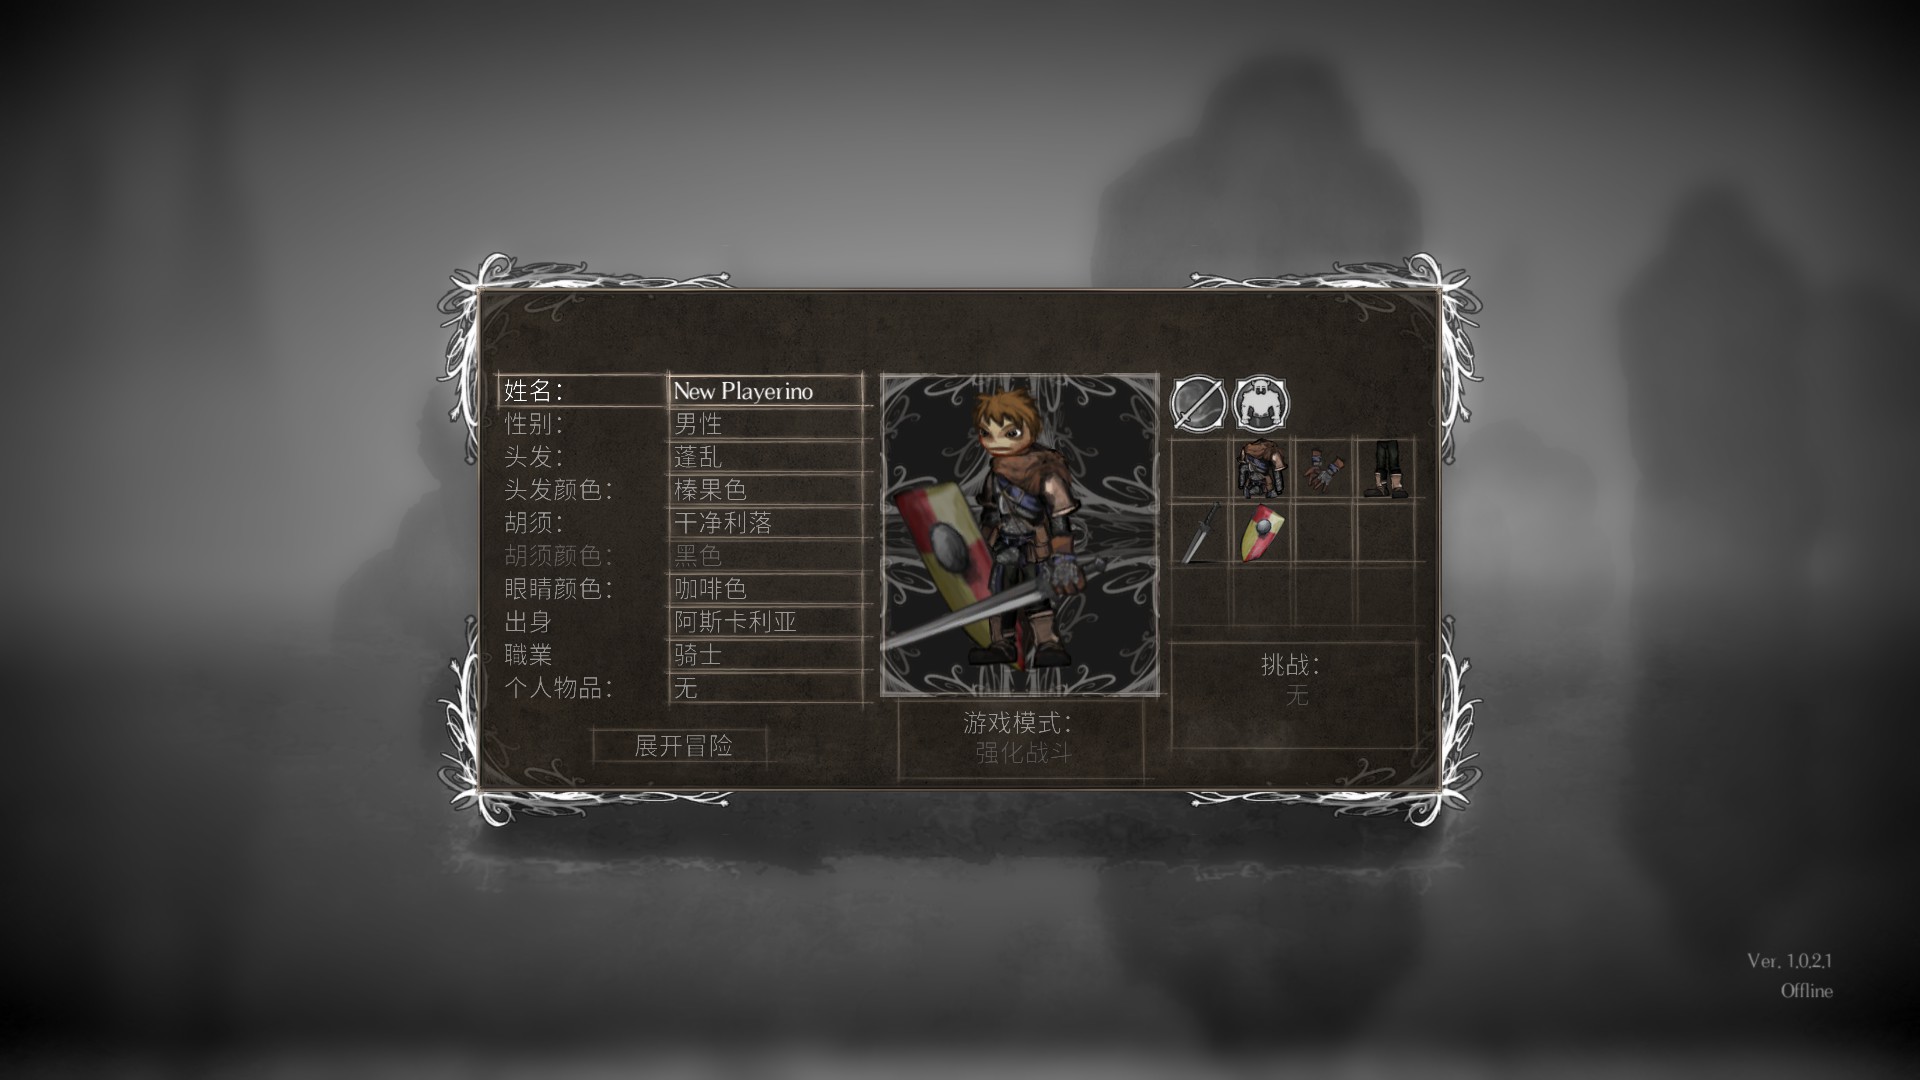 姓名: New Playerino
性别: 男性
头发: 蓬乱
头发颜色: 榛果色
胡须: 干净利落
胡须颜色: 黑色
眼睛颜色: 咖啡色
出身 阿斯卡利亚
職業 骑士
个人物品: 无
展开冒险
游戏模式:
强化战斗
挑战:
无
Ver. 1.0.2.1
Offline